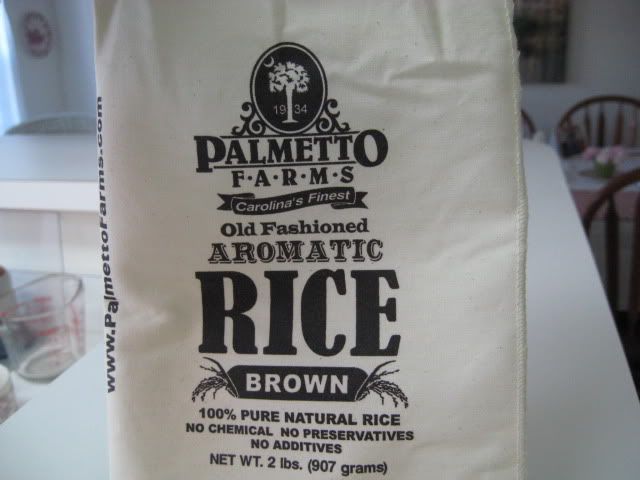 19 34
PALMETTO
F·A·R·M·S
Carolina's Finest
Old Fashioned
AROMATIC
RICE
BROWN
100% PURE NATURAL RICE
NO CHEMICAL NO PRESERVATIVES
NO ADDITIVES
NET WT. 2 lbs. (907 grams)
www.PalmettoFarms.com